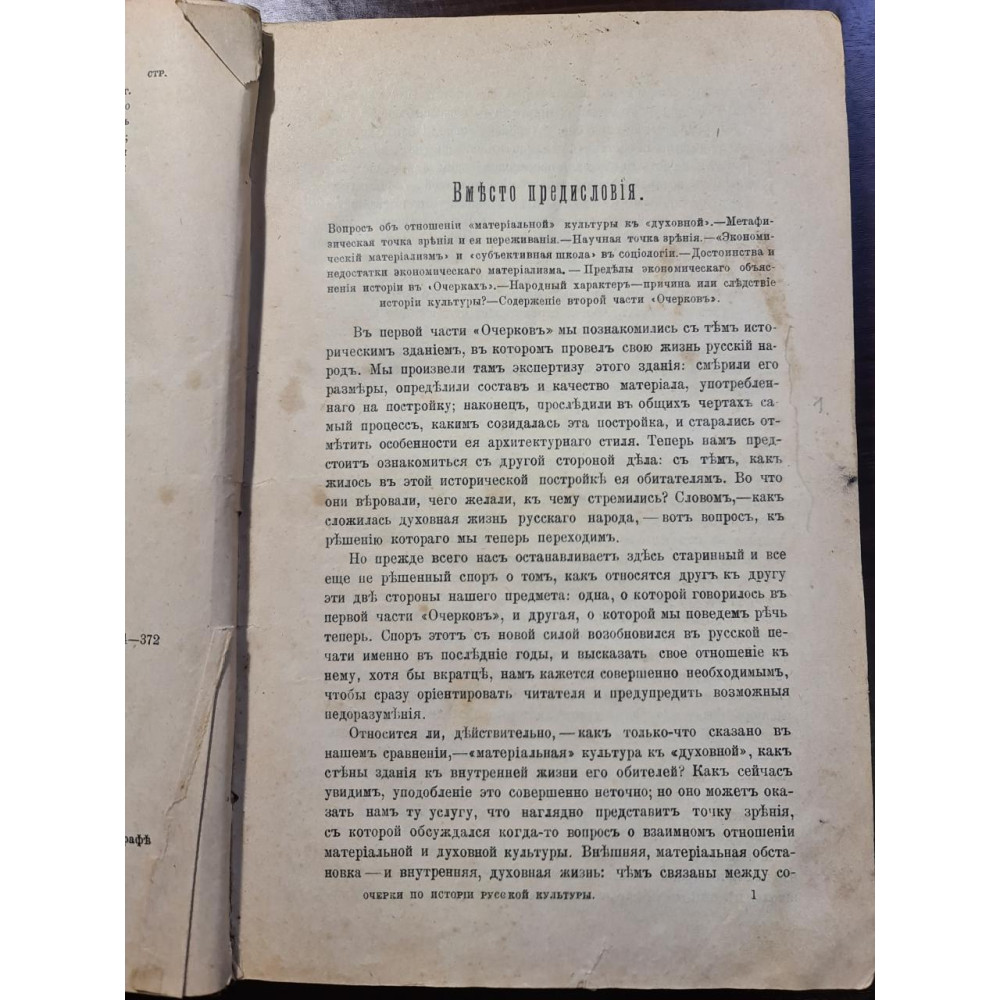 стр.
1—372
рафѣ
Вмѣсто предисловія.
Вопросъ объ отношеніи «матеріальной» культуры къ «духовной».—Метафи-
зическая точка зрѣнія и ея переживанія.—Научная точка зрѣнія.—«Экономи-
ческій матеріализмъ» и «субъективная школа» въ соціологіи.—Достоинства и
недостатки экономическаго матеріализма.—Предѣлы экономическаго объяс-
ненія исторіи въ «Очеркахъ».—Народный характеръ—причина или слѣдствіе
исторіи культуры?—Содержаніе второй части «Очерковъ».
Въ первой части «Очерковъ» мы познакомились съ тѣмъ исто-
рическимъ зданіемъ, въ которомъ провелъ свою жизнь русскій на-
родъ. Мы произвели тамъ экспертизу этого зданія: смѣрили его
размѣры, опредѣлили составъ и качество матеріала, употреблен-
наго на постройку; наконецъ, прослѣдили въ общихъ чертахъ са-
мый процессъ, какимъ созидалась эта постройка, и старались от-
мѣтить особенности ея архитектурнаго стиля. Теперь намъ пред-
стоитъ ознакомиться съ другой стороной дѣла: съ тѣмъ, какъ
жилось въ этой исторической постройкѣ ея обитателямъ. Во что
они вѣровали, чего желали, къ чему стремились? Словомъ,—какъ
сложилась духовная жизнь русскаго народа,—вотъ вопросъ, къ
рѣшенію котораго мы теперь переходимъ.
Но прежде всего насъ останавливаетъ здѣсь старинный и все
еще не рѣшенный споръ о томъ, какъ относятся другъ къ другу
эти двѣ стороны нашего предмета: одна, о которой говорилось въ
первой части «Очерковъ», и другая, о которой мы поведемъ рѣчь
теперь. Споръ этотъ съ новой силой возобновился въ русской пе-
чати именно въ послѣдніе годы, и высказать свое отношеніе къ
нему, хотя бы вкратцѣ, намъ кажется совершенно необходимымъ,
чтобы сразу оріентировать читателя и предупредить возможныя
недоразумѣнія.
Относится ли, дѣйствительно,—какъ только-что сказано въ
нашемъ сравненіи,—«матеріальная» культура къ «духовной», какъ
стѣны зданія къ внутренней жизни его обителей? Какъ сейчасъ
увидимъ, уподобленіе это совершенно неточно; но оно можетъ ока-
зать намъ ту услугу, что наглядно представитъ точку зрѣнія,
съ которой обсуждался когда-то вопросъ о взаимномъ отношеніи
матеріальной и духовной культуры. Внѣшняя, матеріальная обста-
новка—и внутренняя, духовная жизнь: чѣмъ связаны между со-
ОЧЕРКИ ПО ИСТОРІИ РУССКОЙ КУЛЬТУРЫ. 1